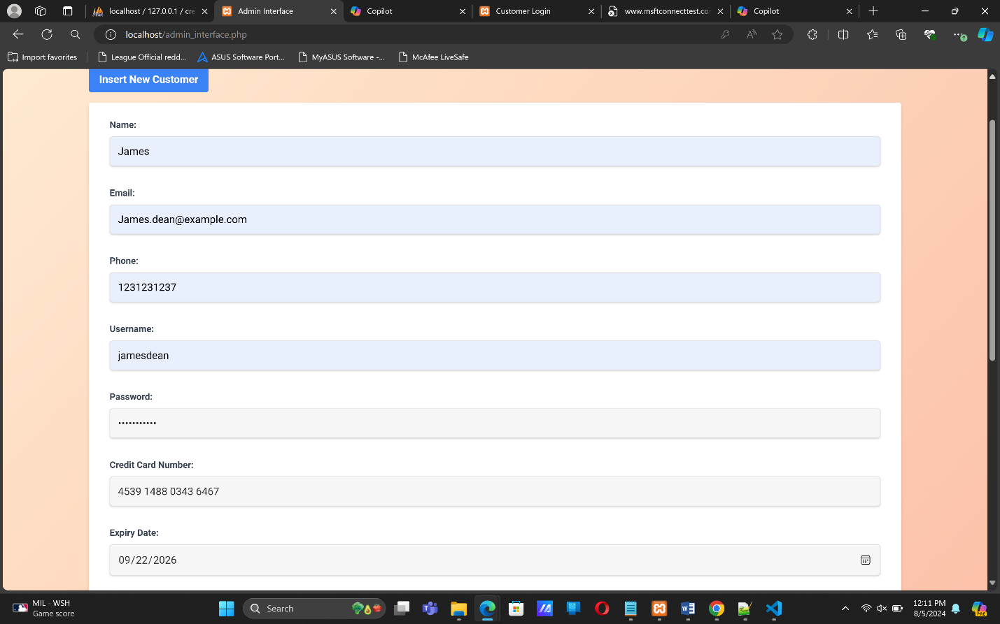 localhost / 127.0.0.1 / cre
Admin Interface
Copilot
Customer Login
www.msftconnecttest.co
Copilot
localhost/admin_interface.php
Import favorites
League Official redd...
ASUS Software Port...
MyASUS Software -...
McAfee LiveSafe
Insert New Customer
Name:
James
Email:
James.dean@example.com
Phone:
1231231237
Username:
jamesdean
Password:
•••••••••••
Credit Card Number:
4539 1488 0343 6467
Expiry Date:
09/22/2026
MIL - WSH
Game score
Search
12:11 PM
8/5/2024
PRE